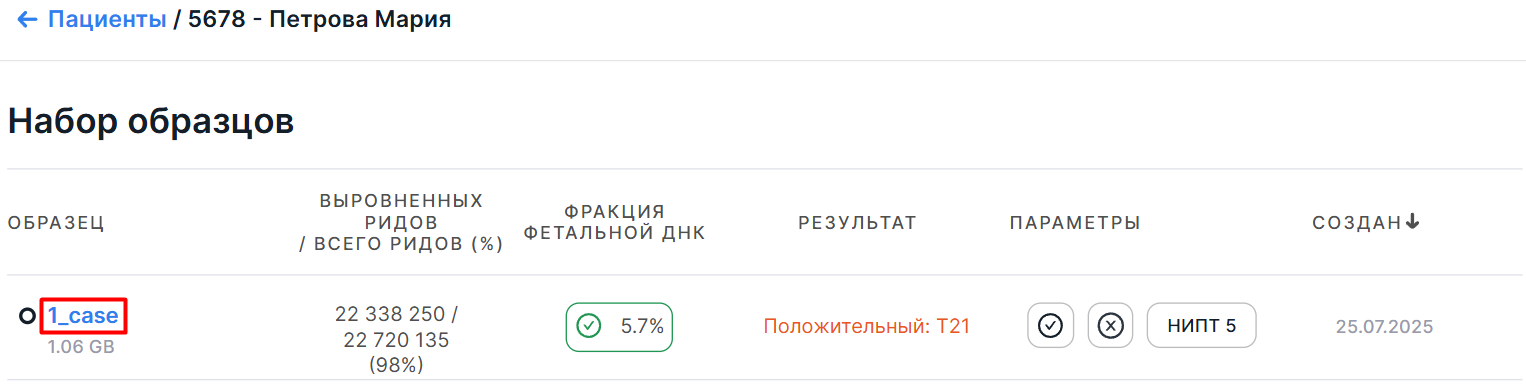 ← Пациенты / 5678 - Петрова Мария
Набор образцов
ОБРАЗЕЦ
ВЫРОВНЕННЫХ
РИДОВ
/ ВСЕГО РИДОВ (%)
ФРАКЦИЯ
ФЕТАЛЬНОЙ ДНК
РЕЗУЛЬТАТ
ПАРАМЕТРЫ
СОЗДАН↓
1_case
1.06 GB
22 338 250 /
22 720 135
(98%)
5.7%
Положительный: T21
НИПТ 5
25.07.2025